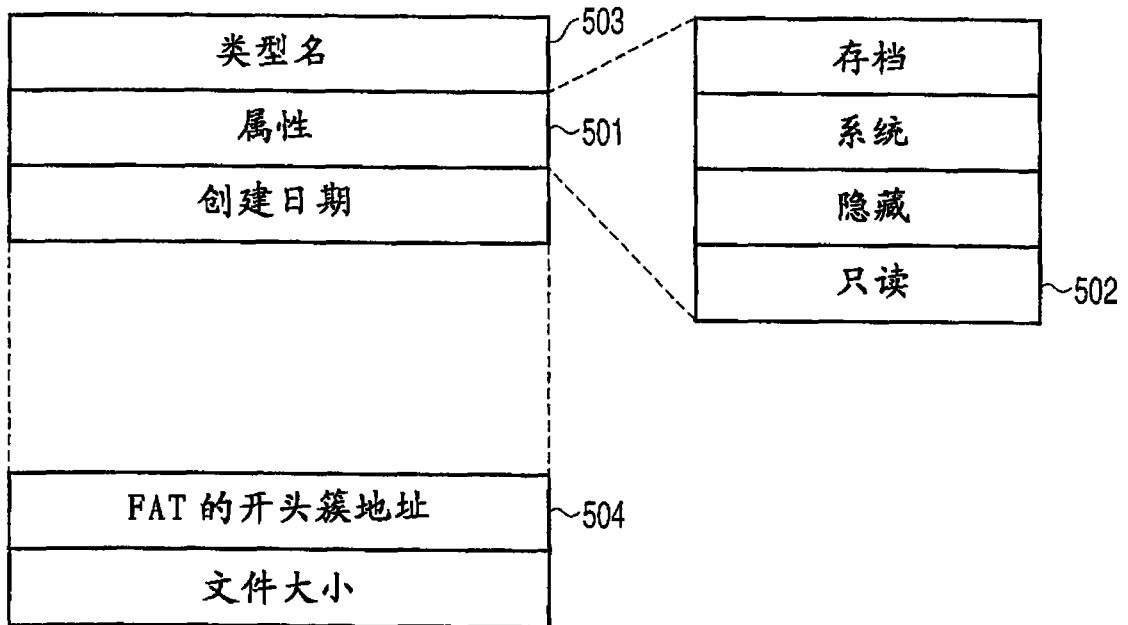 类型名
503
属性
501
创建日期
FAT 的开头簇地址
504
文件大小
存档
系统
隐藏
只读
502